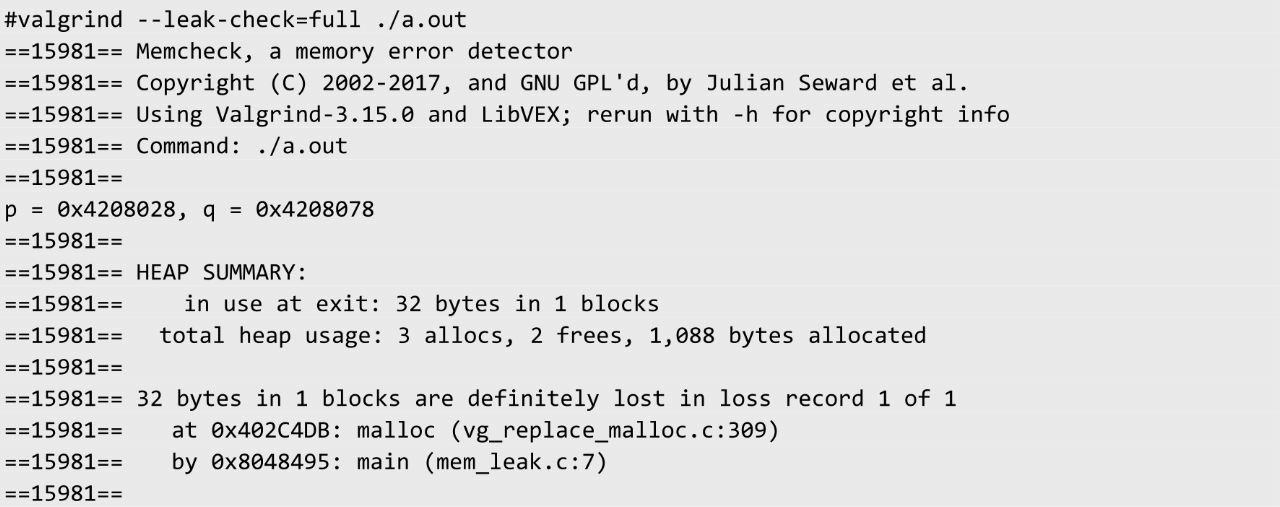 #valgrind --leak-check=full ./a.out
==15981== Memcheck, a memory error detector
==15981== Copyright (C) 2002-2017, and GNU GPL'd, by Julian Seward et al.
==15981== Using Valgrind-3.15.0 and LibVEX; rerun with -h for copyright info
==15981== Command: ./a.out
==15981==
p = 0x4208028, q = 0x4208078
==15981==
==15981== HEAP SUMMARY:
==15981==     in use at exit: 32 bytes in 1 blocks
==15981==   total heap usage: 3 allocs, 2 frees, 1,088 bytes allocated
==15981==
==15981== 32 bytes in 1 blocks are definitely lost in loss record 1 of 1
==15981==    at 0x402C4DB: malloc (vg_replace_malloc.c:309)
==15981==    by 0x8048495: main (mem_leak.c:7)
==15981==